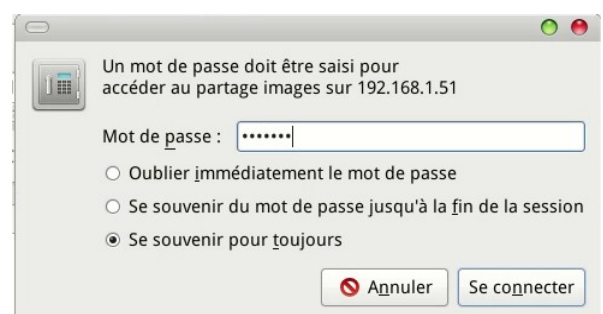 Un mot de passe doit être saisi pour
accéder au partage images sur 192.168.1.51
Mot de passe : •••••••
Oublier immédiatement le mot de passe
Se souvenir du mot de passe jusqu'à la fin de la session
Se souvenir pour toujours
Annuler
Se connecter